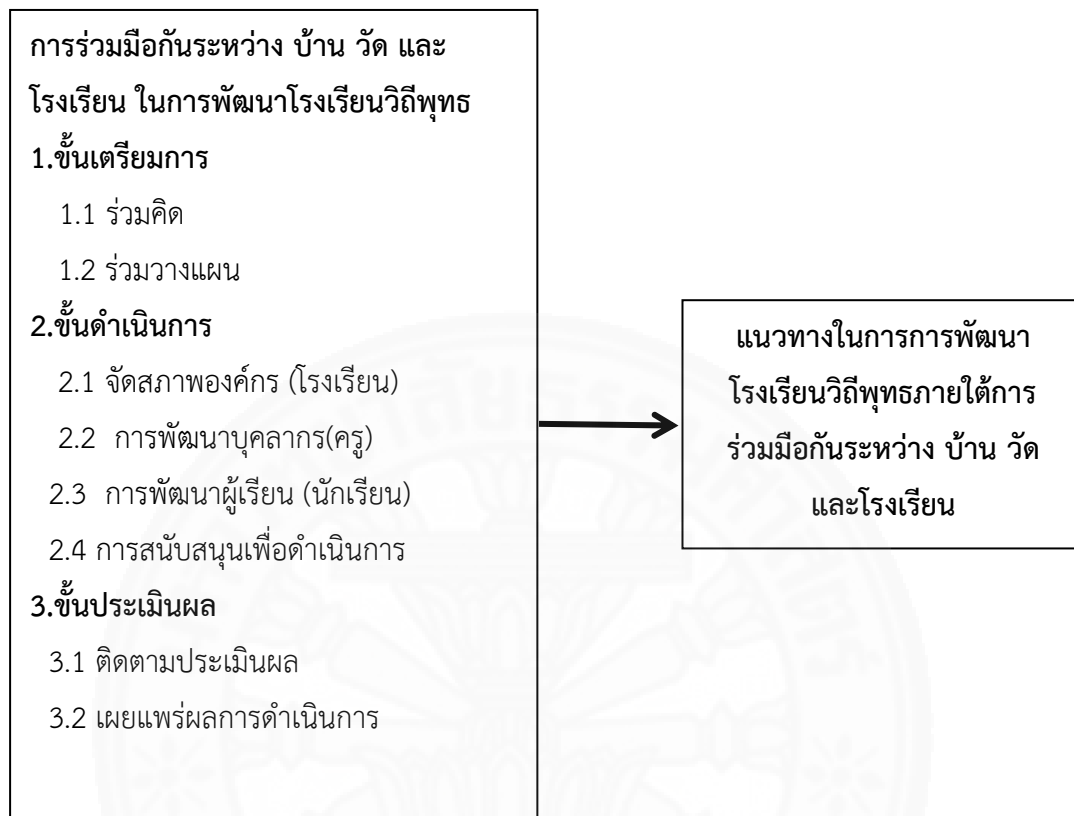 การร่วมมือกันระหว่าง บ้าน วัด และ
โรงเรียน ในการพัฒนาโรงเรียนวิถีพุทธ
1.ขั้นเตรียมการ
1.1 ร่วมคิด
1.2 ร่วมวางแผน
2.ขั้นดำเนินการ
2.1 จัดสภาพองค์กร (โรงเรียน)
2.2 การพัฒนาบุคลากร(ครู)
2.3 การพัฒนาผู้เรียน (นักเรียน)
2.4 การสนับสนุนเพื่อดำเนินการ
3.ขั้นประเมินผล
3.1 ติดตามประเมินผล
3.2 เผยแพร่ผลการดำเนินการ
แนวทางในการการพัฒนา
โรงเรียนวิถีพุทธภายใต้การ
ร่วมมือกันระหว่าง บ้าน วัด
และโรงเรียน